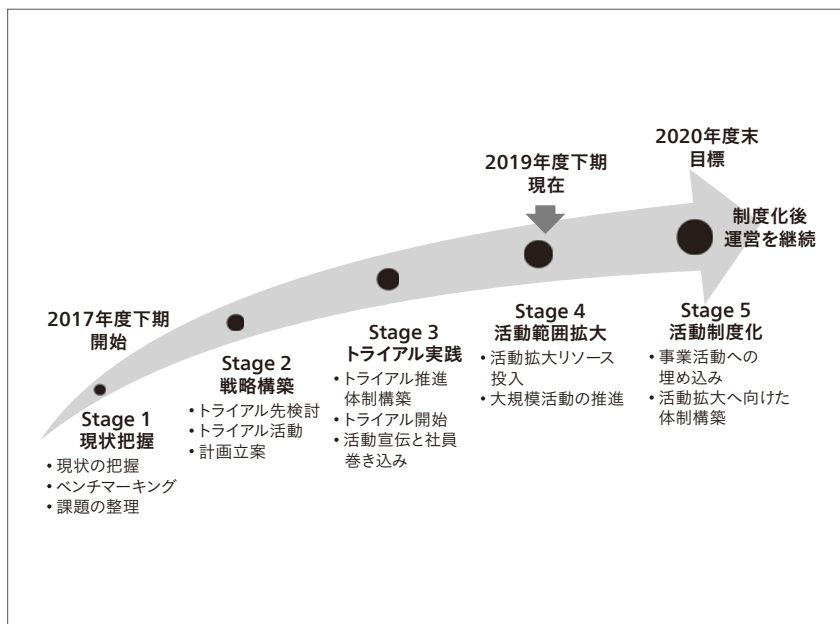 2017年度下期
開始
Stage 1
現状把握
• 現状の把握
• ベンチマーキング
• 課題の整理
Stage 2
戦略構築
• トライアル先検討
• トライアル活動
• 計画立案
Stage 3
トライアル実践
• トライアル推進
体制構築
• トライアル開始
• 活動宣伝と社員
巻き込み
2019年度下期
現在
Stage 4
活動範囲拡大
• 活動拡大リソース
投入
• 大規模活動の推進
2020年度末
目標
制度化後
運営を継続
Stage 5
活動制度化
• 事業活動への
埋め込み
• 活動拡大へ向けた
体制構築